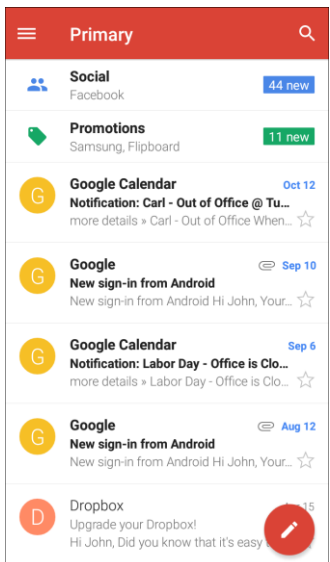 Primary
Social
Facebook
44 new
Promotions
Samsung, Flipboard
11 new
G
Google Calendar
Oct 12
Notification: Carl - Out of Office @ Tu...
more details » Carl - Out of Office When...
G
Google
Sep 10
New sign-in from Android
New sign-in from Android Hi John, Your...
G
Google Calendar
Sep 6
Notification: Labor Day - Office is Clo...
more details » Labor Day - Office is Clo...
G
Google
Aug 12
New sign-in from Android
New sign-in from Android Hi John, Your...
D
Dropbox
15
Upgrade your Dropbox!
Hi John, Did you know that it's easy